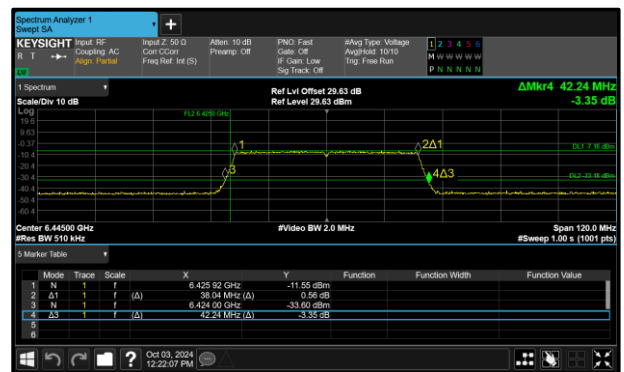 Spectrum Analyzer 1
Swept SA
+
KEYSIGHT Input: RF Input Z: 50 Ω Atten: 10 dB PNO: Fast #Avg Type: Voltage 1 2 3 4 5 6
R T Coupling: AC Corr CCorr Preamp: Off Gate: Off Avg|Hold: 10/10 M W W W W W
Align: Partial Freq Ref: Int (S) IF Gain: Low Trig: Free Run
Sig Track: Off P N N N N N
LXI
1 Spectrum Ref Lvl Offset 29.63 dB ΔMkr4 42.24 MHz
Scale/Div 10 dB Ref Level 29.63 dBm -3.35 dB
Log
FL2 6.4250 GHz
19.6
9.63
-0.37 1 2Δ1 DL1 -7.18 dBm
-10.4
-20.4 3
-30.4 4Δ3 DL2 -33.18 dBm
-40.4
-50.4
-60.4
Center 6.44500 GHz #Video BW 2.0 MHz Span 120.0 MHz
#Res BW 510 kHz #Sweep 1.00 s (1001 pts)
5 Marker Table
Mode Trace Scale X Y Function Function Width Function Value
1 N 1 f 6.425 92 GHz -11.55 dBm
2 Δ1 1 f (Δ) 38.04 MHz (Δ) 0.56 dB
3 N 1 f 6.424 00 GHz -33.60 dBm
4 Δ3 1 f (Δ) 42.24 MHz (Δ) -3.35 dB
5
6
? Oct 03, 2024
12:22:07 PM